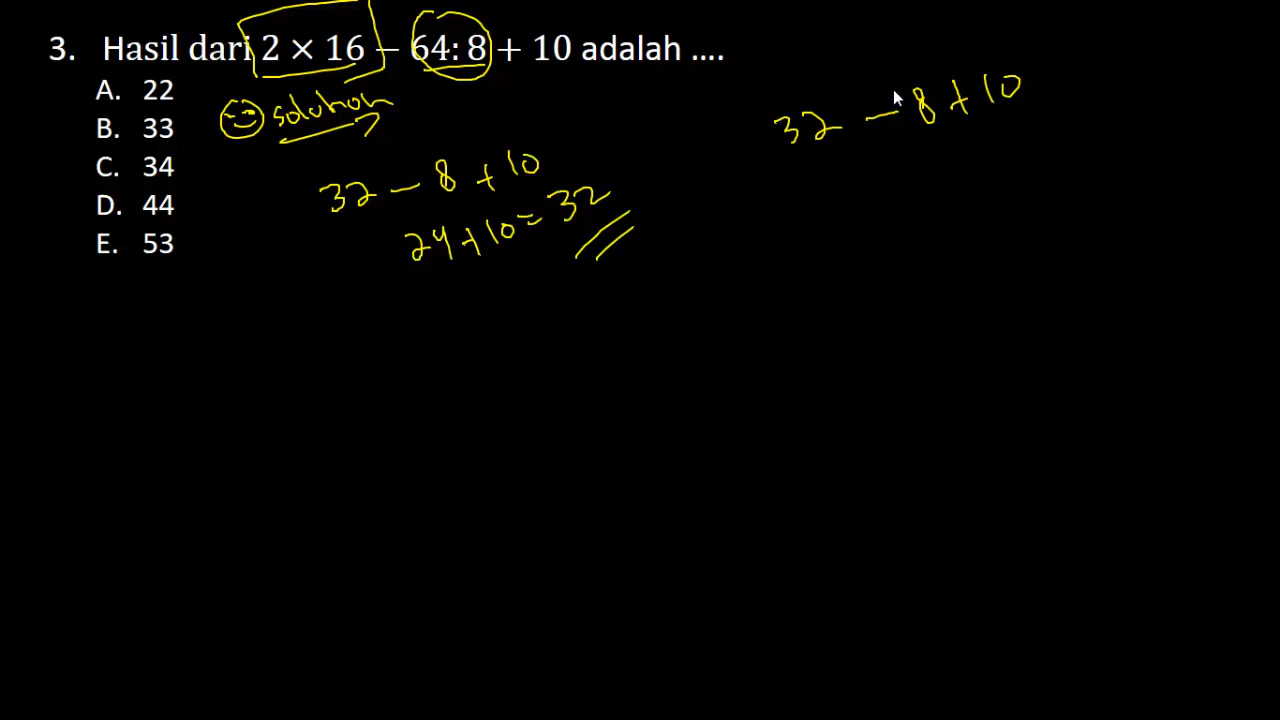 3. Hasil dari 2 × 16 − 64: 8 + 10 adalah ....
A. 22
B. 33
C. 34
D. 44
E. 53
solution
32 − 8 + 10
24 + 10 = 32
32 − 8 + 10